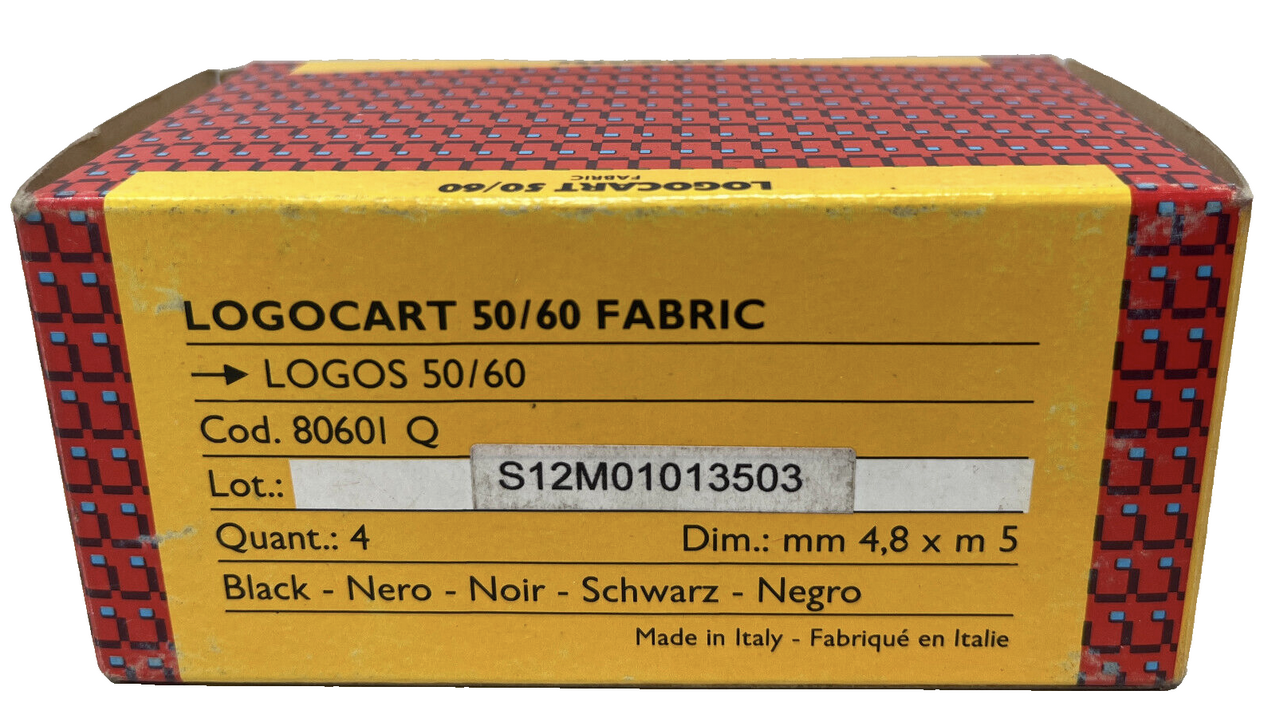 LOGOCART 50/60
FABRIC
LOGOCART 50/60 FABRIC
→ LOGOS 50/60
Cod. 80601 Q
Lot.: S12M01013503
Quant.: 4 Dim.: mm 4,8 x m 5
Black - Nero - Noir - Schwarz - Negro
Made in Italy - Fabriqué en Italie